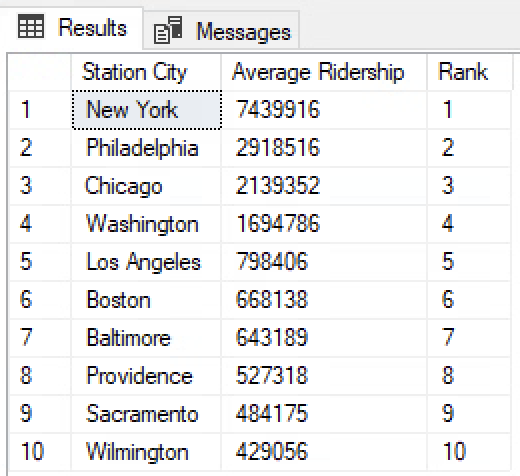 Results Messages
Station City Average Ridership Rank
1 New York 7439916 1
2 Philadelphia 2918516 2
3 Chicago 2139352 3
4 Washington 1694786 4
5 Los Angeles 798406 5
6 Boston 668138 6
7 Baltimore 643189 7
8 Providence 527318 8
9 Sacramento 484175 9
10 Wilmington 429056 10